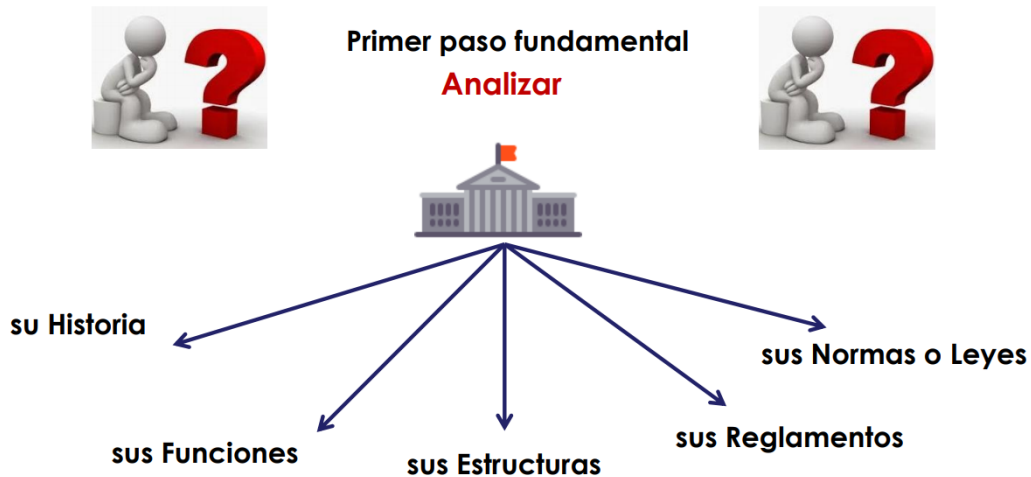 Primer paso fundamental
Analizar
su Historia
sus Normas o Leyes
sus Funciones
sus Estructuras
sus Reglamentos